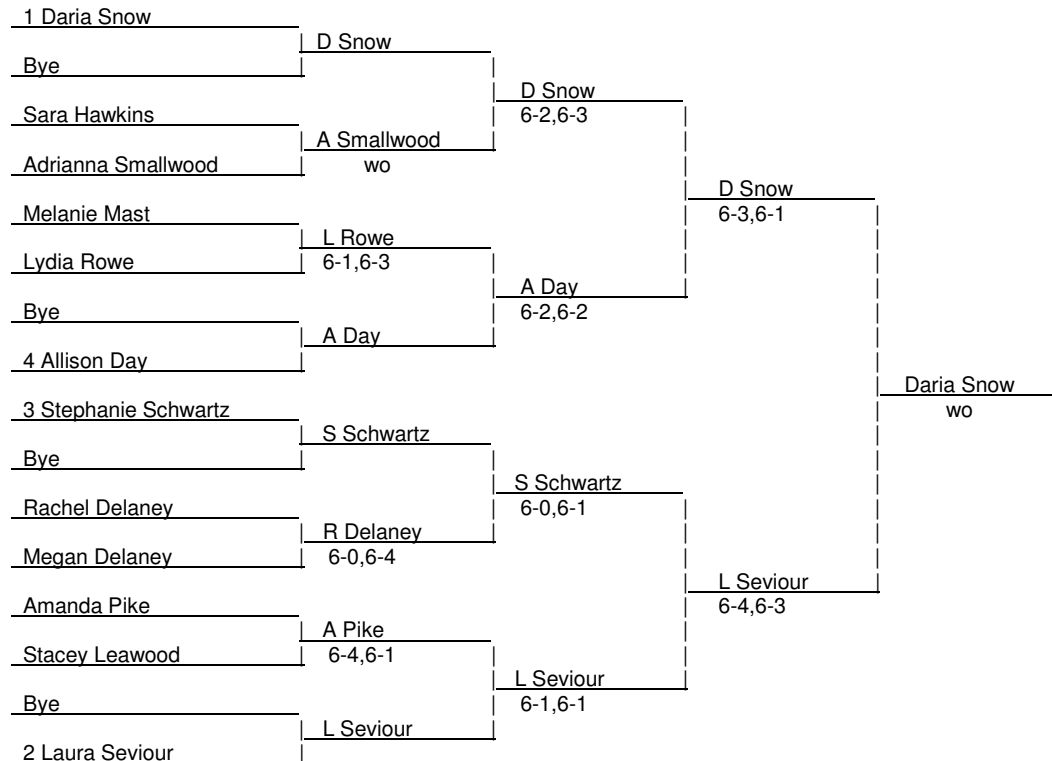 1 Daria Snow
D Snow
Bye
D Snow
6-2,6-3
Sara Hawkins
A Smallwood
wo
Adrianna Smallwood
D Snow
6-3,6-1
Melanie Mast
L Rowe
6-1,6-3
Lydia Rowe
A Day
6-2,6-2
Bye
A Day
4 Allison Day
Daria Snow
wo
3 Stephanie Schwartz
S Schwartz
Bye
S Schwartz
6-0,6-1
Rachel Delaney
R Delaney
6-0,6-4
Megan Delaney
L Seviour
6-4,6-3
Amanda Pike
A Pike
6-4,6-1
Stacey Leawood
L Seviour
6-1,6-1
Bye
L Seviour
2 Laura Seviour